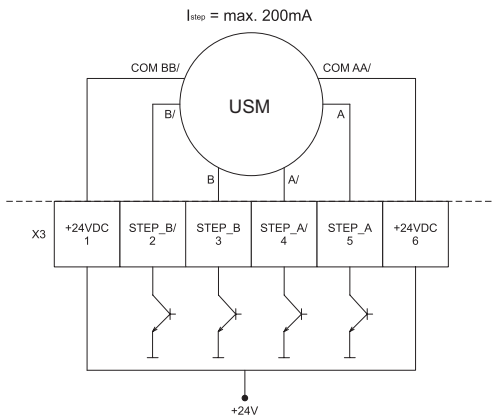 Istep = max. 200mA
COM BB/
COM AA/
USM
B/
A
B
A/
X3
+24VDC
1
STEP_B/
2
STEP_B
3
STEP_A/
4
STEP_A
5
+24VDC
6
+24V